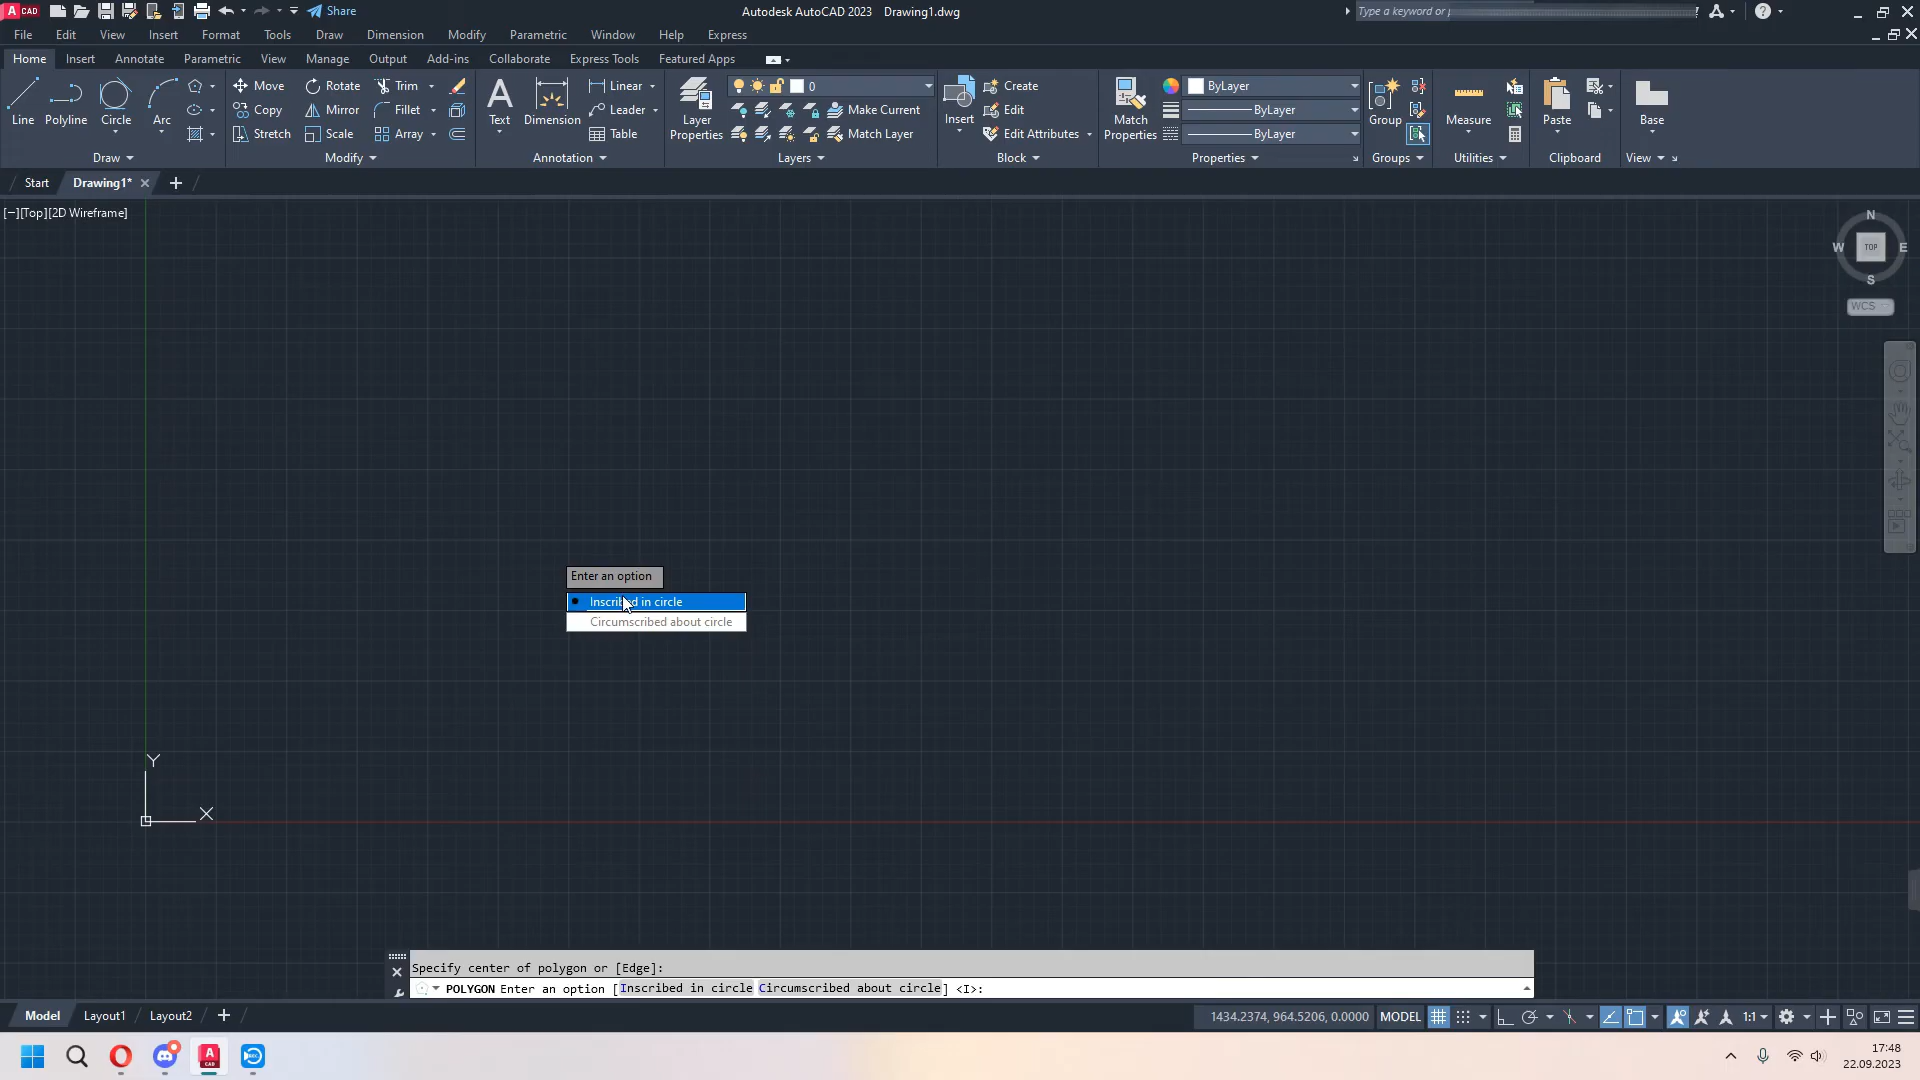 CAD
Share
Autodesk AutoCAD 2023 Drawing1.dwg
Type a keyword or
File Edit View Insert Format Tools Draw Dimension Modify Parametric Window Help Express
Home Insert Annotate Parametric View Manage Output Add-ins Collaborate Express Tools Featured Apps
Line Polyline Circle Arc
Move Rotate Trim
Copy Mirror Fillet
Stretch Scale Array
Text Dimension
Linear
Leader
Table
Layer
Properties
0
Make Current
Match Layer
Insert
Create
Edit
Edit Attributes
Match
Properties
ByLayer
ByLayer
ByLayer
Group
Measure
Paste
Base
Draw Modify Annotation Layers Block Properties Groups Utilities Clipboard View
Start Drawing1*
[−][Top][2D Wireframe]
N
W TOP E
S
WCS
Enter an option
Inscribed in circle
Circumscribed about circle
Y
X
Specify center of polygon or [Edge]:
POLYGON Enter an option [Inscribed in circle Circumscribed about circle] <I>:
Model Layout1 Layout2
1434.2374, 964.5206, 0.0000 MODEL 1:1
17:48
22.09.2023